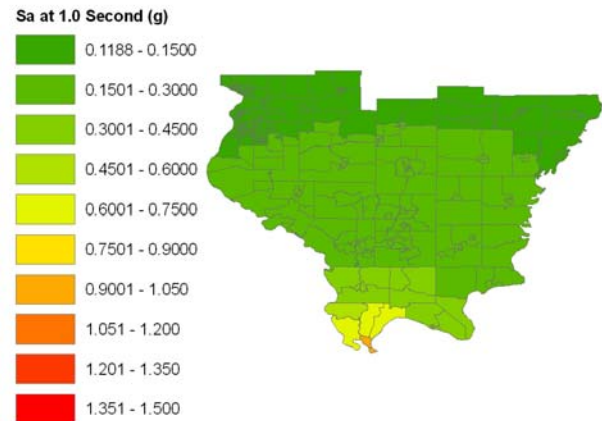 Sa at 1.0 Second (g)
0.1188 - 0.1500
0.1501 - 0.3000
0.3001 - 0.4500
0.4501 - 0.6000
0.6001 - 0.7500
0.7501 - 0.9000
0.9001 - 1.050
1.051 - 1.200
1.201 - 1.350
1.351 - 1.500